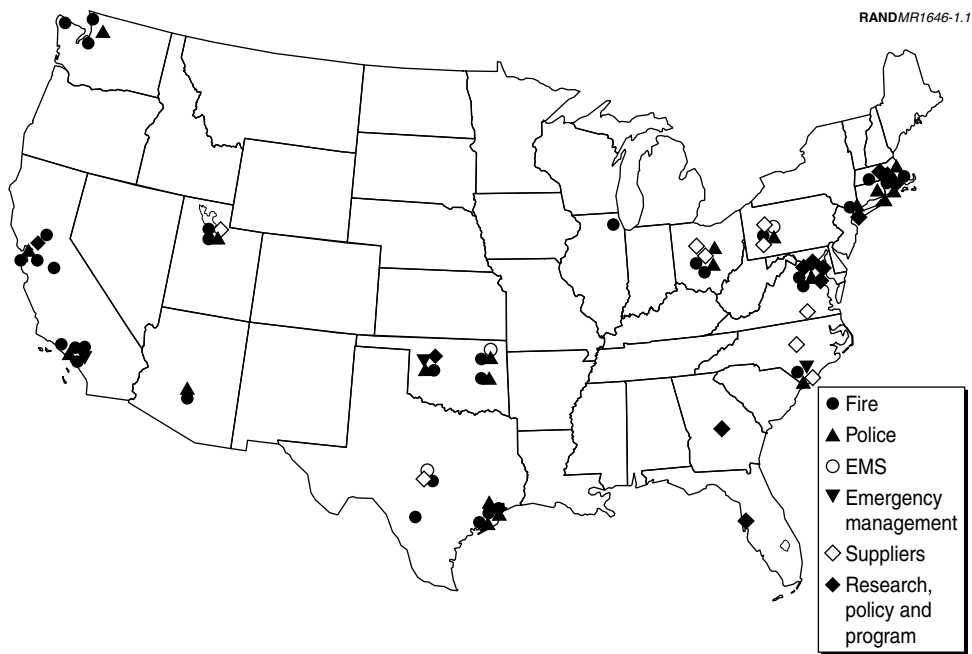 RANDMR1646-1.1
Fire
Police
EMS
Emergency
management
Suppliers
Research,
policy and
program